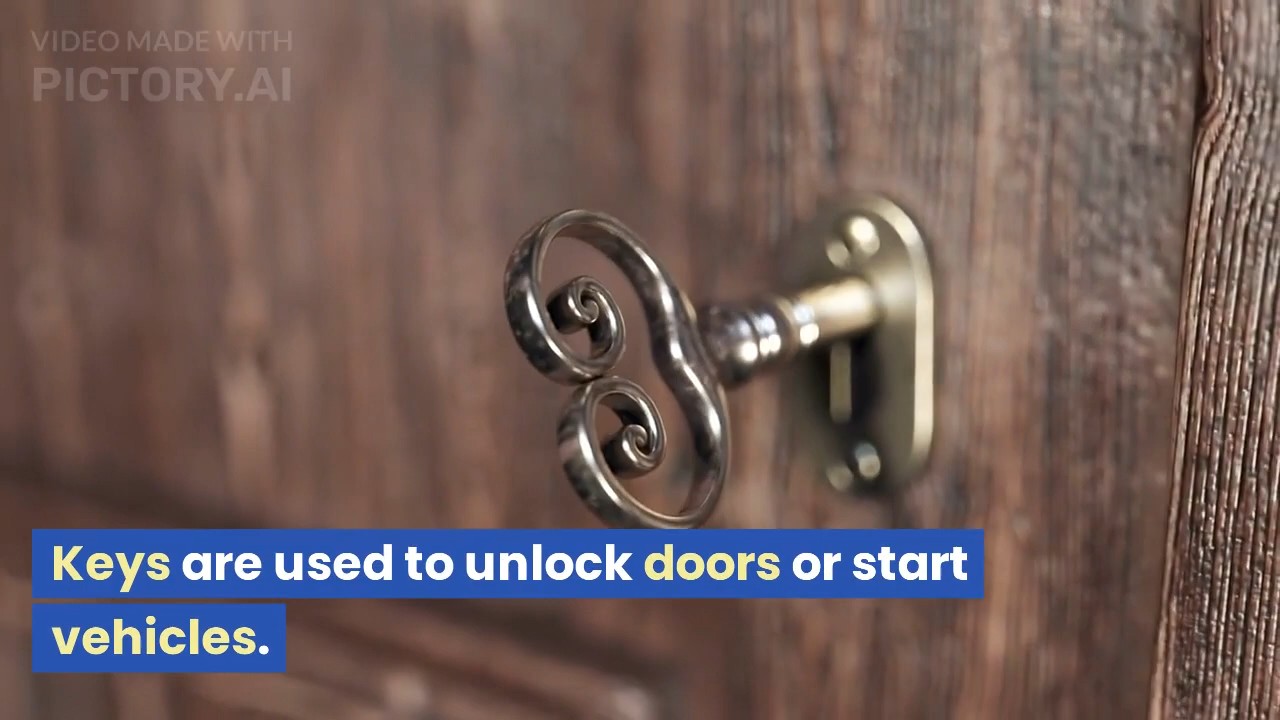 VIDEO MADE WITH
PICTORY.AI
Keys are used to unlock doors or start
vehicles.